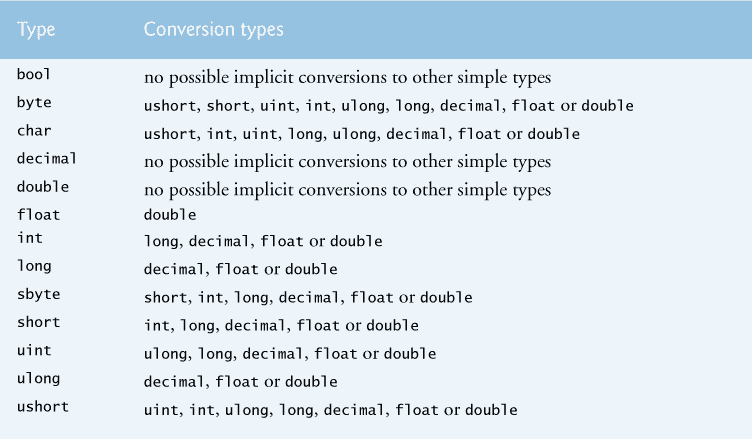 Type Conversion types
bool no possible implicit conversions to other simple types
byte ushort, short, uint, int, ulong, long, decimal, float or double
char ushort, int, uint, long, ulong, decimal, float or double
decimal no possible implicit conversions to other simple types
double no possible implicit conversions to other simple types
float double
int long, decimal, float or double
long decimal, float or double
sbyte short, int, long, decimal, float or double
short int, long, decimal, float or double
uint ulong, long, decimal, float or double
ulong decimal, float or double
ushort uint, int, ulong, long, decimal, float or double